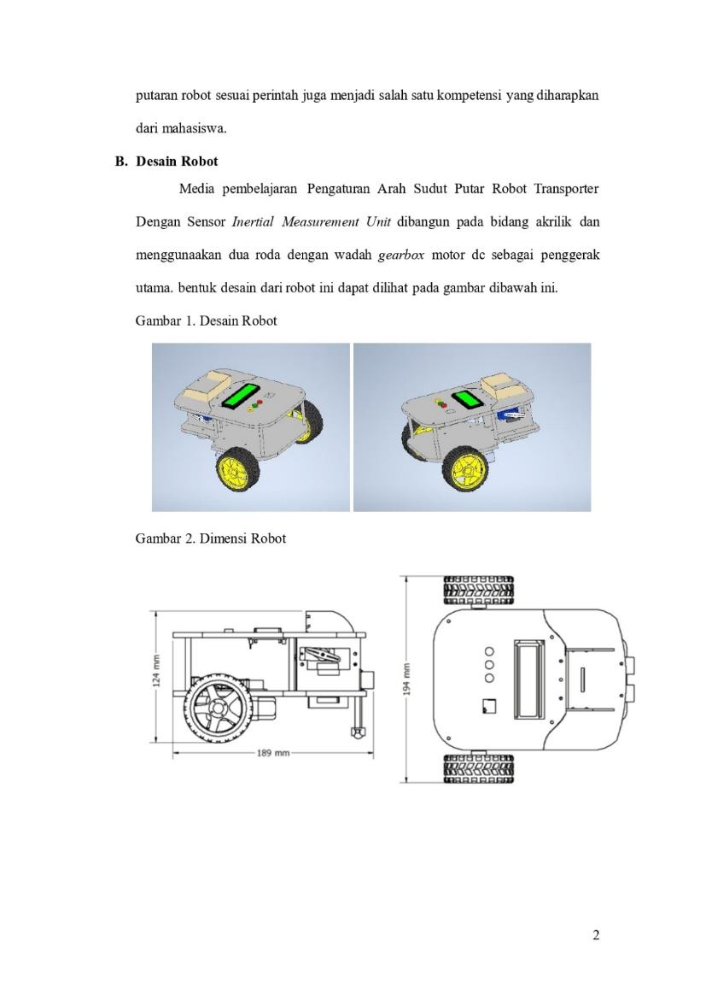 putaran robot sesuai perintah juga menjadi salah satu kompetensi yang diharapkan
dari mahasiswa.
B. Desain Robot
Media pembelajaran Pengaturan Arah Sudut Putar Robot Transporter
Dengan Sensor Inertial Measurement Unit dibangun pada bidang akrilik dan
menggunaakan dua roda dengan wadah gearbox motor dc sebagai penggerak
utama. bentuk desain dari robot ini dapat dilihat pada gambar dibawah ini.
Gambar 1. Desain Robot
Gambar 2. Dimensi Robot
124 mm
189 mm
194 mm
2